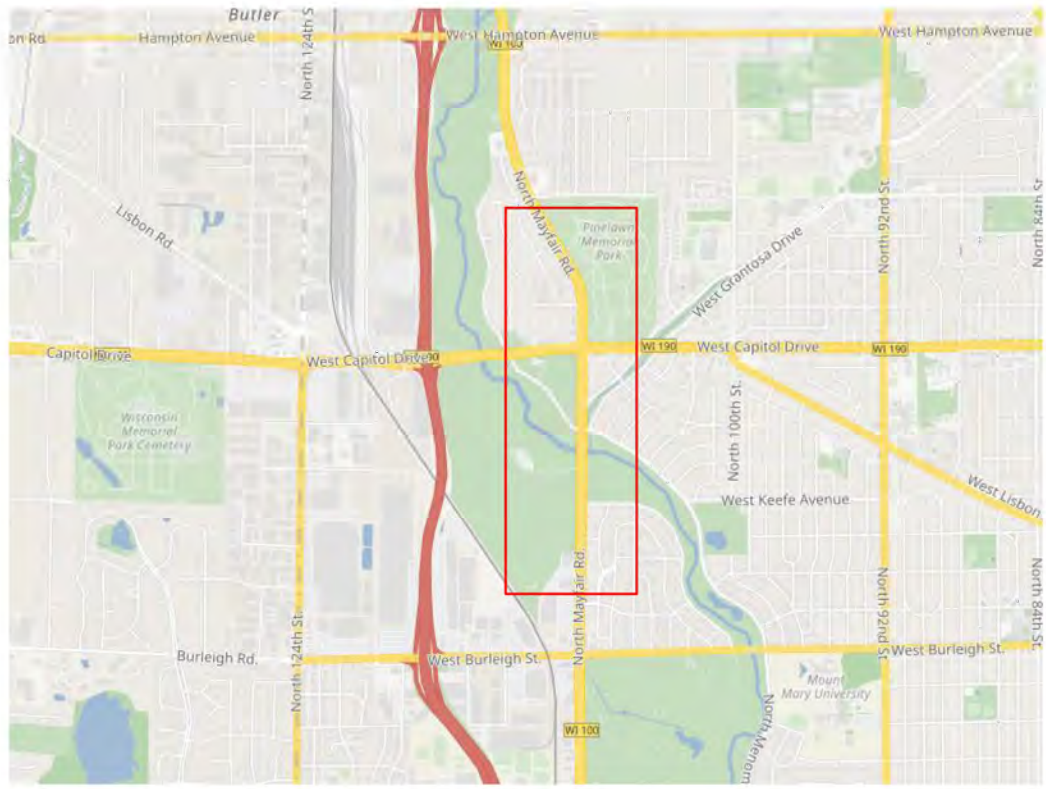 Butler
on Rd.
Hampton Avenue
North 124th S
West Hampton Avenue
WI 100
West Hampton Avenue
North Mayfair Rd.
Lisbon Rd.
Pinelawn
Memorial
Park
West Grantosa Drive
North 92nd St.
North 84th St.
Capitol Drive
West Capitol Drive
WI 190
West Capitol Drive
WI 190
Wisconsin
Memorial
Park Cemetery
North 100th St.
West Keefe Avenue
West Lisbon
North 124th St.
Burleigh Rd.
West Burleigh St.
North Mayfair Rd.
North 92nd St.
West Burleigh St.
North 84th St.
Mount
Mary University
WI 100
North Menom